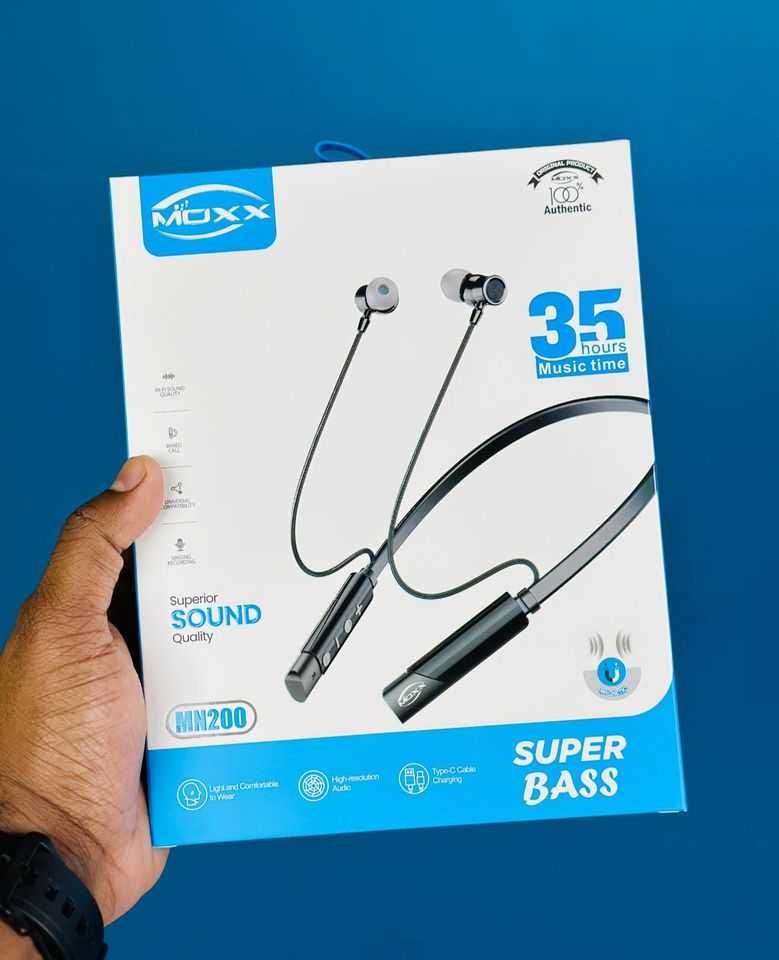 MOXX
ORIGINAL PRODUCT
MOXX
100%
Authentic
35
hours
Music time
HI-FI SOUND
QUALITY
WIRED
CALL
UNIVERSAL
COMPATIBILITY
SINGING
RECORDING
Superior
SOUND
Quality
MOXX
MAGNETIC
MN200
Light and Comfortable
to Wear
High-resolution
Audio
Type-C Cable
Charging
SUPER
BASS